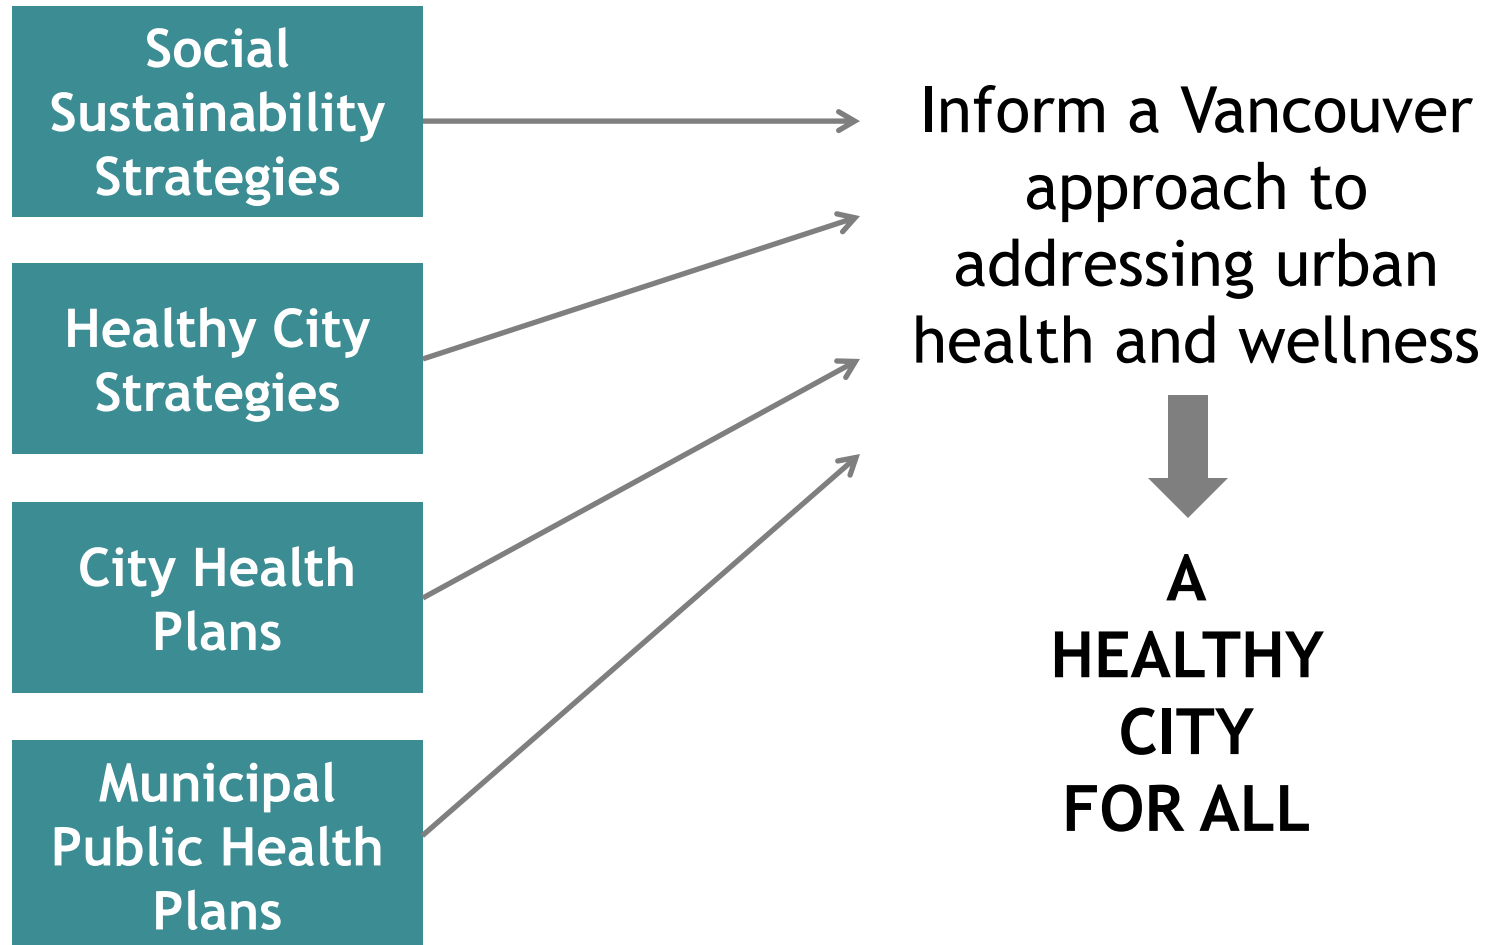 Social
Sustainability
Strategies
Healthy City
Strategies
City Health
Plans
Municipal
Public Health
Plans
Inform a Vancouver
approach to
addressing urban
health and wellness
A
HEALTHY
CITY
FOR ALL